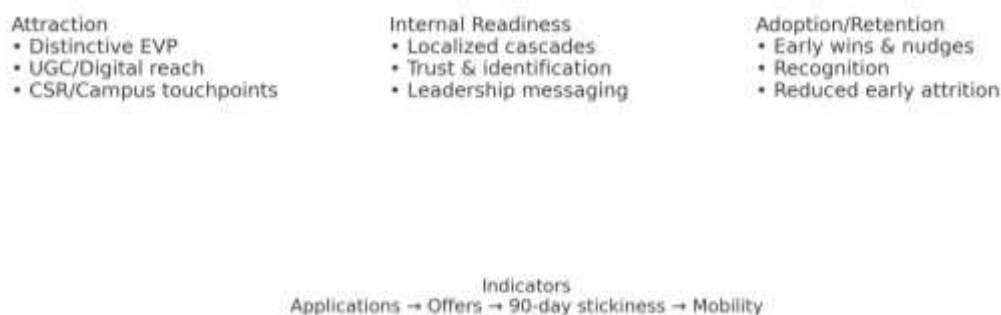 Attraction
• Distinctive EVP
• UGC/Digital reach
• CSR/Campus touchpoints
Internal Readiness
• Localized cascades
• Trust & identification
• Leadership messaging
Adoption/Retention
• Early wins & nudges
• Recognition
• Reduced early attrition
Indicators
Applications → Offers → 90-day stickiness → Mobility